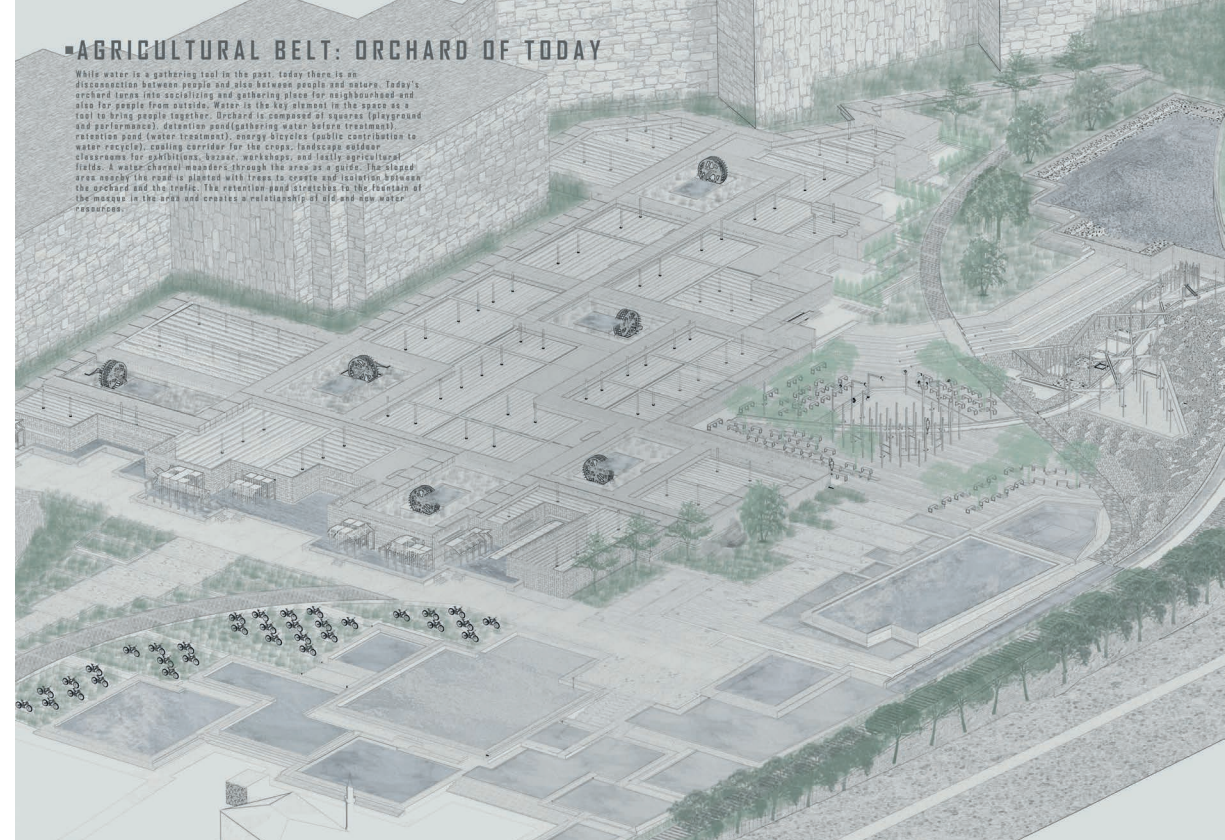 AGRICULTURAL BELT: ORCHARD OF TODAY
While water is a gathering tool in the past, today there is an
disconnection between people and also between people and nature. Today's
orchard turns into socializing and gathering place for neighbourhood and
also for people from outside. Water is the key element in the space as a
tool to bring people together. Orchard is composed of squares (playground
and performance), detention pond(gathering water before treatment),
retention pond (water treatment), energy bicycles (public contribution to
water recycle), cooling corridor for the crops, landscape outdoor
classrooms for exhibitions, bazaar, workshops, and lastly agricultural
fields. A water channel meanders through the area as a guide. The sloped
area nearby the road is planted with trees to create and isolation between
the orchard and the trafic. The retention pond stretches to the fountain of
the mosque in the area and creates a relationship of old and new water
resources.